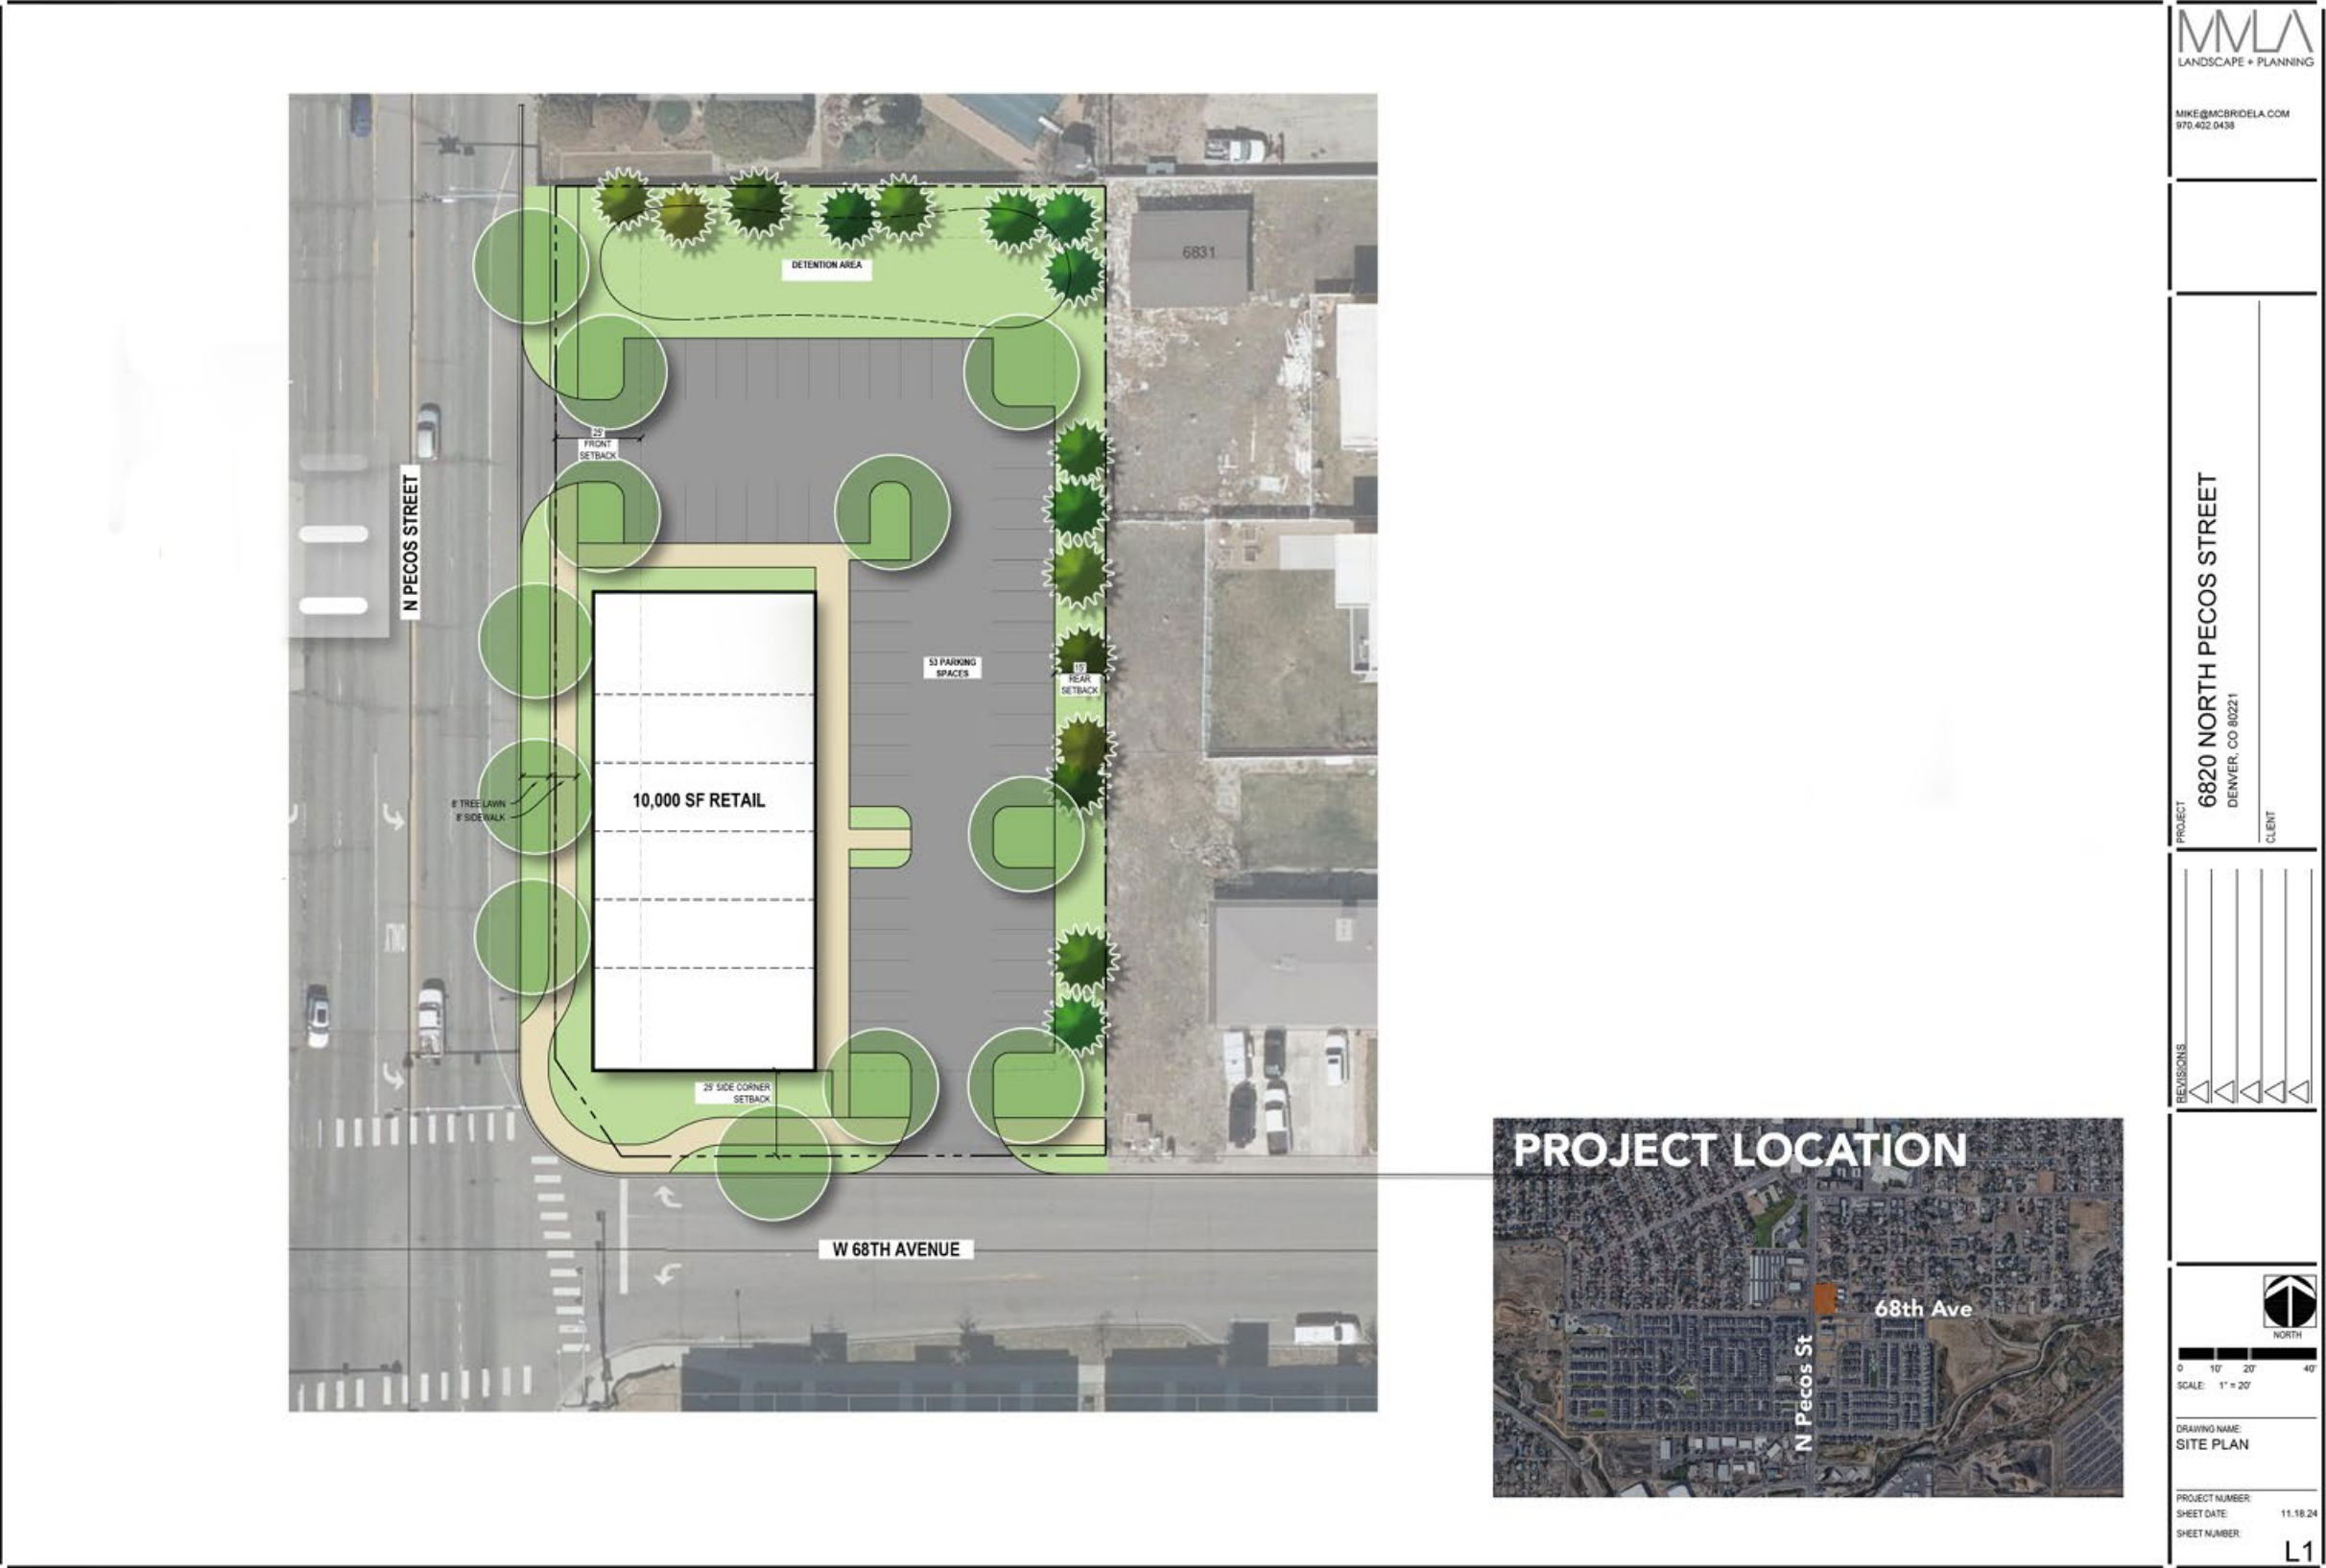 MMLA
LANDSCAPE + PLANNING
MIKE@MCBRIDELA.COM
970.402.0438
6831
DETENTION AREA
25'
FRONT
SETBACK
N PECOS STREET
53 PARKING
SPACES
15'
REAR
SETBACK
8' TREE LAWN
8' SIDEWALK
10,000 SF RETAIL
ONLY
25' SIDE CORNER
SETBACK
W 68TH AVENUE
PROJECT LOCATION
68th Ave
N Pecos St
PROJECT
6820 NORTH PECOS STREET
DENVER, CO 80221
CLIENT
REVISIONS
NORTH
0 10' 20' 40'
SCALE: 1" = 20'
DRAWING NAME:
SITE PLAN
PROJECT NUMBER:
SHEET DATE: 11.18.24
SHEET NUMBER:
L1